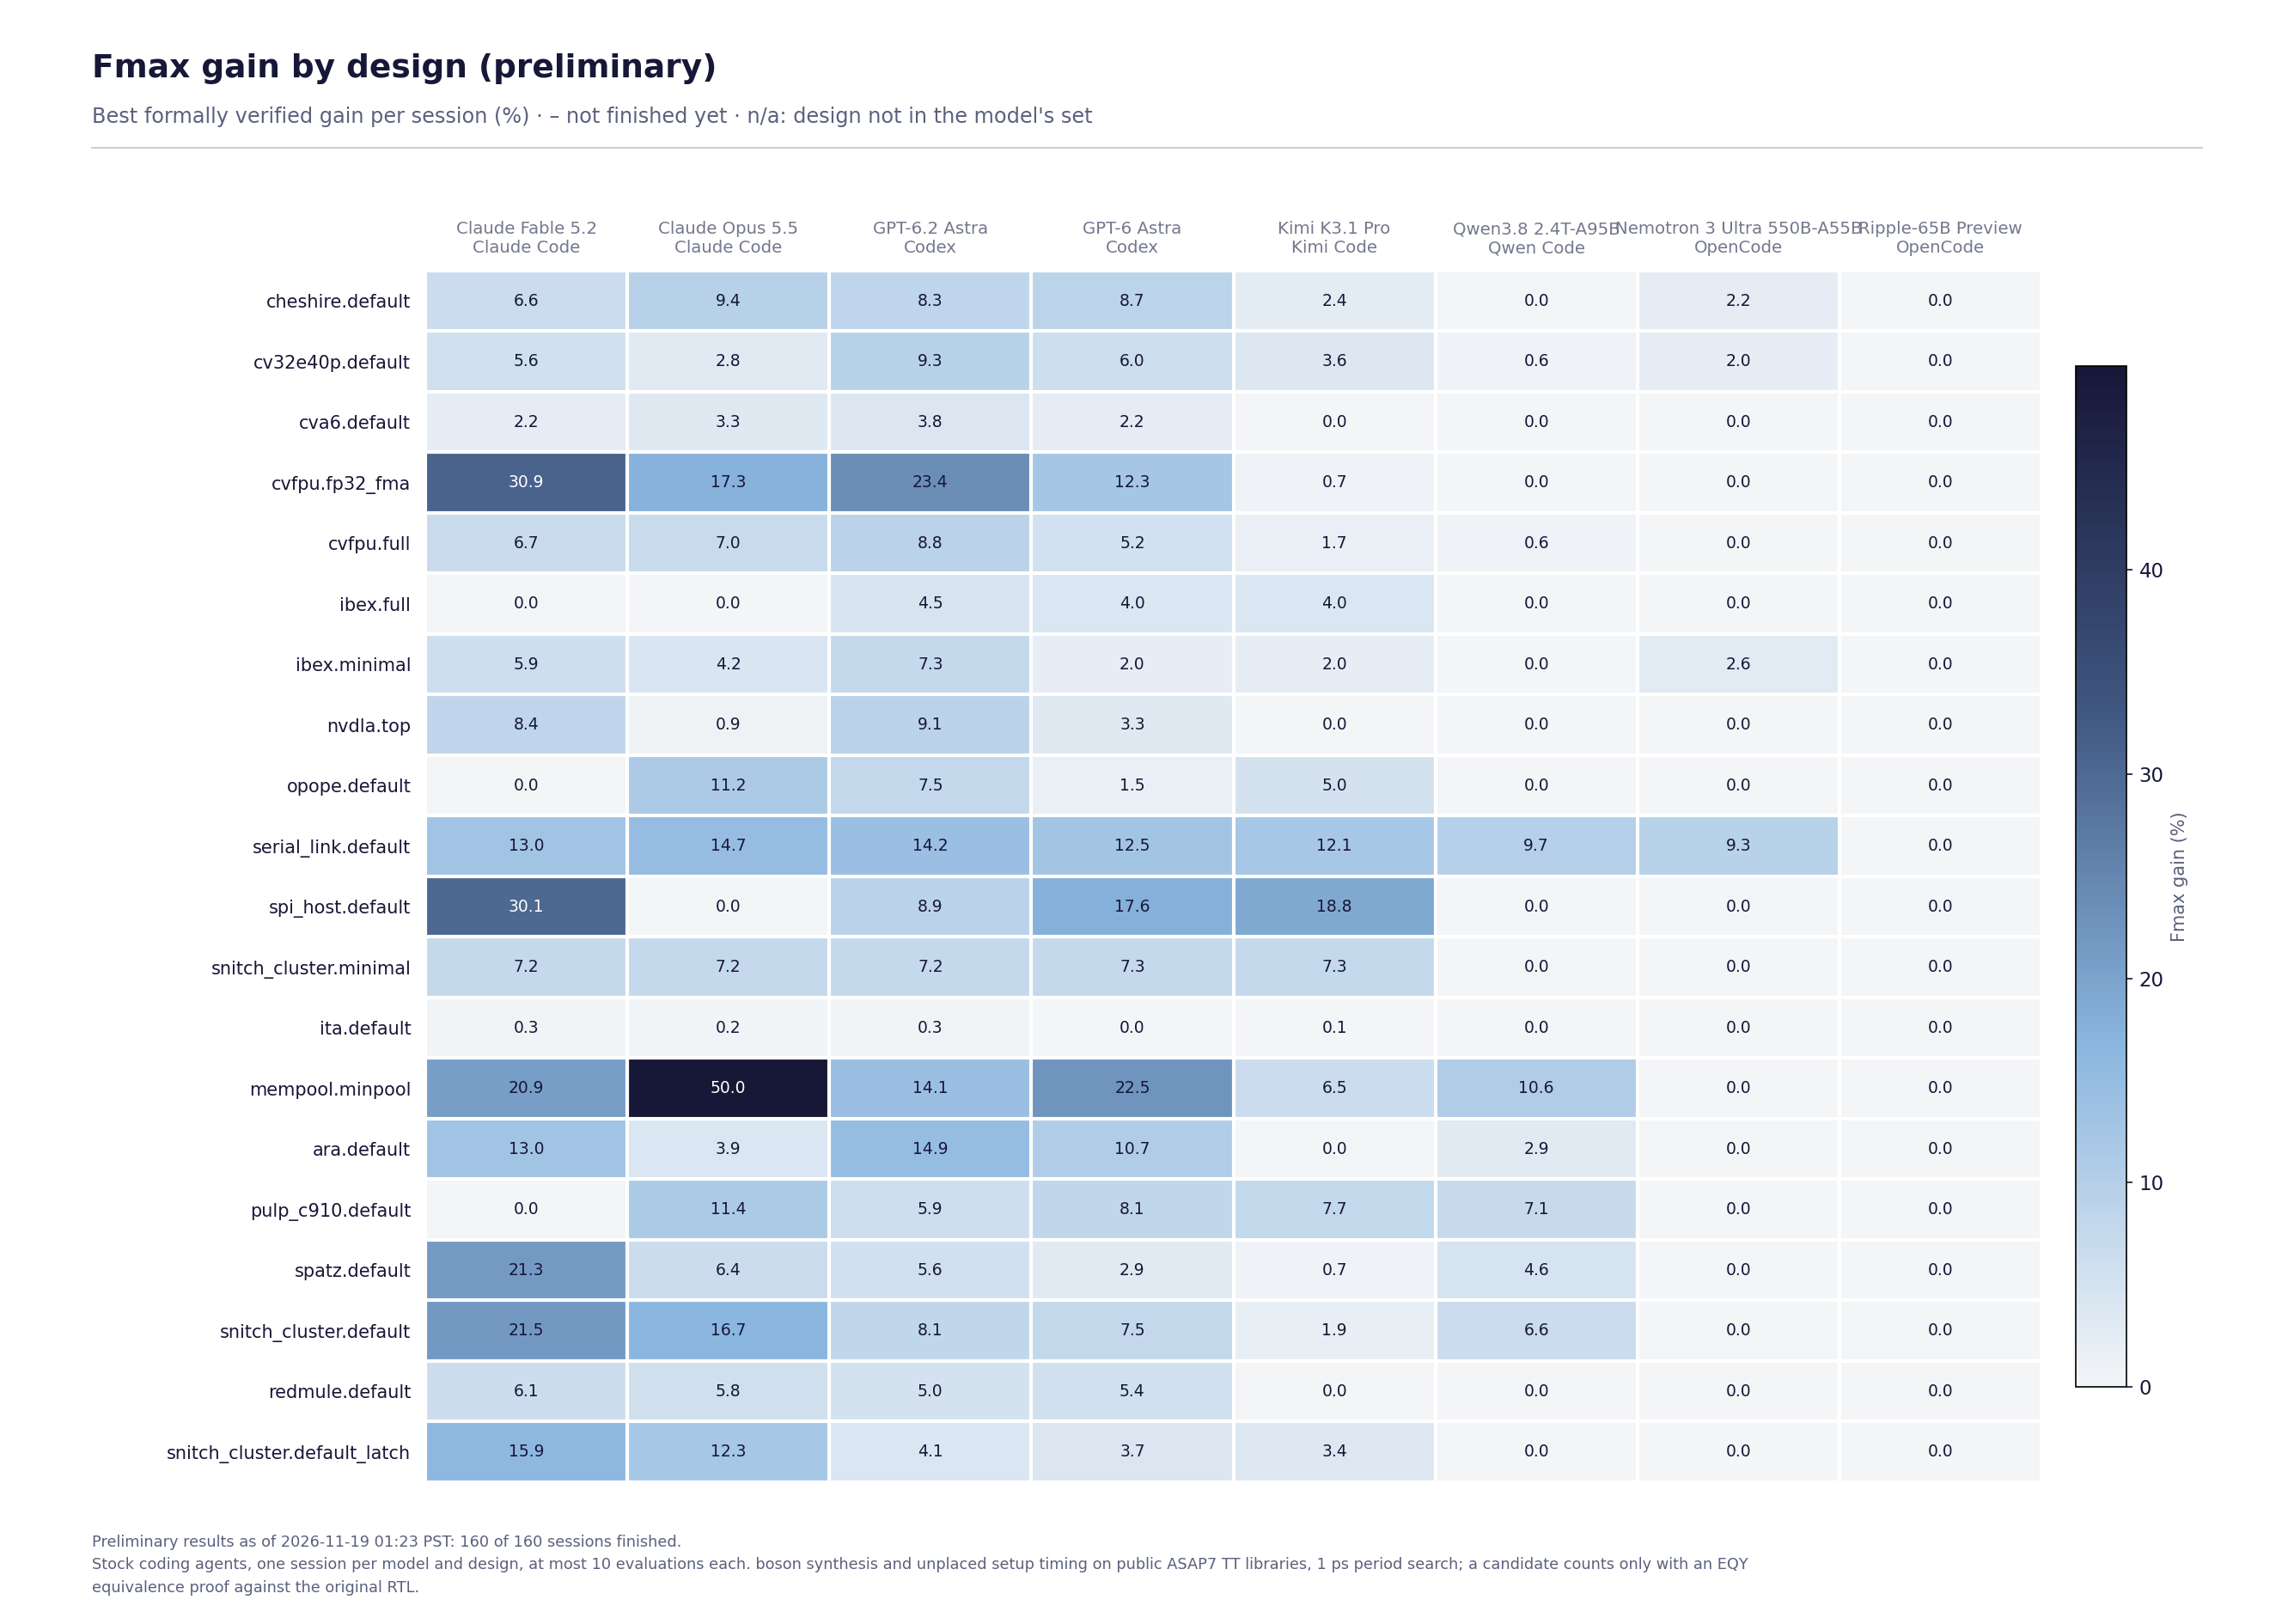 Fmax gain by design (preliminary)
Best formally verified gain per session (%) · – not finished yet · n/a: design not in the model's set
Claude Fable 5.2 Claude Opus 5.5 GPT-6.2 Astra GPT-6 Astra Kimi K3.1 Pro Qwen3.8 2.4T-A95B Nemotron 3 Ultra 550B-A55B Ripple-65B Preview
Claude Code Claude Code Codex Codex Kimi Code Qwen Code OpenCode OpenCode
cheshire.default 6.6 9.4 8.3 8.7 2.4 0.0 2.2 0.0
cv32e40p.default 5.6 2.8 9.3 6.0 3.6 0.6 2.0 0.0
cva6.default 2.2 3.3 3.8 2.2 0.0 0.0 0.0 0.0
cvfpu.fp32_fma 30.9 17.3 23.4 12.3 0.7 0.0 0.0 0.0
cvfpu.full 6.7 7.0 8.8 5.2 1.7 0.6 0.0 0.0
ibex.full 0.0 0.0 4.5 4.0 4.0 0.0 0.0 0.0
ibex.minimal 5.9 4.2 7.3 2.0 2.0 0.0 2.6 0.0
nvdla.top 8.4 0.9 9.1 3.3 0.0 0.0 0.0 0.0
opope.default 0.0 11.2 7.5 1.5 5.0 0.0 0.0 0.0
serial_link.default 13.0 14.7 14.2 12.5 12.1 9.7 9.3 0.0
spi_host.default 30.1 0.0 8.9 17.6 18.8 0.0 0.0 0.0
snitch_cluster.minimal 7.2 7.2 7.2 7.3 7.3 0.0 0.0 0.0
ita.default 0.3 0.2 0.3 0.0 0.1 0.0 0.0 0.0
mempool.minpool 20.9 50.0 14.1 22.5 6.5 10.6 0.0 0.0
ara.default 13.0 3.9 14.9 10.7 0.0 2.9 0.0 0.0
pulp_c910.default 0.0 11.4 5.9 8.1 7.7 7.1 0.0 0.0
spatz.default 21.3 6.4 5.6 2.9 0.7 4.6 0.0 0.0
snitch_cluster.default 21.5 16.7 8.1 7.5 1.9 6.6 0.0 0.0
redmule.default 6.1 5.8 5.0 5.4 0.0 0.0 0.0 0.0
snitch_cluster.default_latch 15.9 12.3 4.1 3.7 3.4 0.0 0.0 0.0
40
30
20
10
0
Fmax gain (%)
Preliminary results as of 2026-11-19 01:23 PST: 160 of 160 sessions finished.
Stock coding agents, one session per model and design, at most 10 evaluations each. boson synthesis and unplaced setup timing on public ASAP7 TT libraries, 1 ps period search; a candidate counts only with an EQY
equivalence proof against the original RTL.